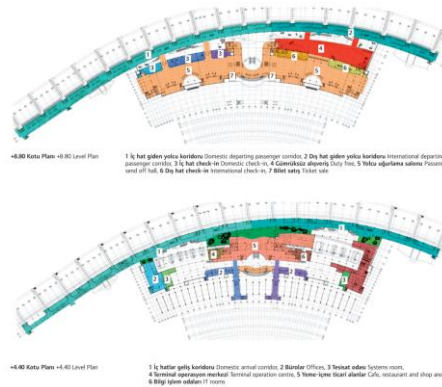 +8.80 Kotu Planı +8.80 Level Plan
1 İç hat giden yolcu koridoru Domestic departing passenger corridor, 2 Dış hat giden yolcu koridoru International departing
passenger corridor, 3 İç hat check-in Domestic check-in, 4 Gümrüksüz alışveriş Duty free, 5 Yolcu uğurlama salonu Passenger
send off hall, 6 Dış hat check-in International check-in, 7 Bilet satış Ticket sale
+4.40 Kotu Planı +4.40 Level Plan
1 İç hatlar geliş koridoru Domestic arrival corridor, 2 Bürolar Offices, 3 Tesisat odası Systems room,
4 Terminal operasyon merkezi Terminal operation centre, 5 Yeme-içme ticari alanlar Cafe, restaurant and shop areas
6 Bilgi işlem odaları IT rooms